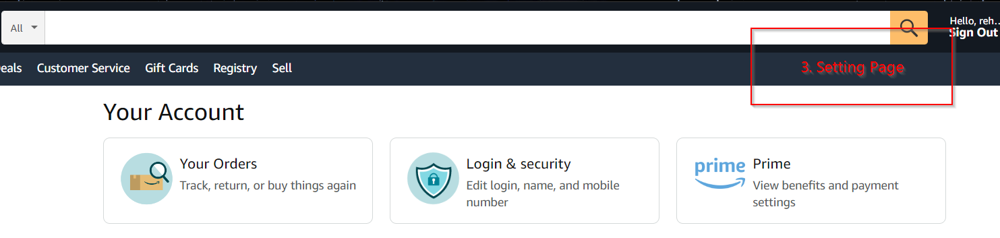 All
Hello, reh..
Sign Out
eals Customer Service Gift Cards Registry Sell
3. Setting Page
Your Account
Your Orders
Track, return, or buy things again
Login & security
Edit login, name, and mobile
number
prime
Prime
View benefits and payment
settings